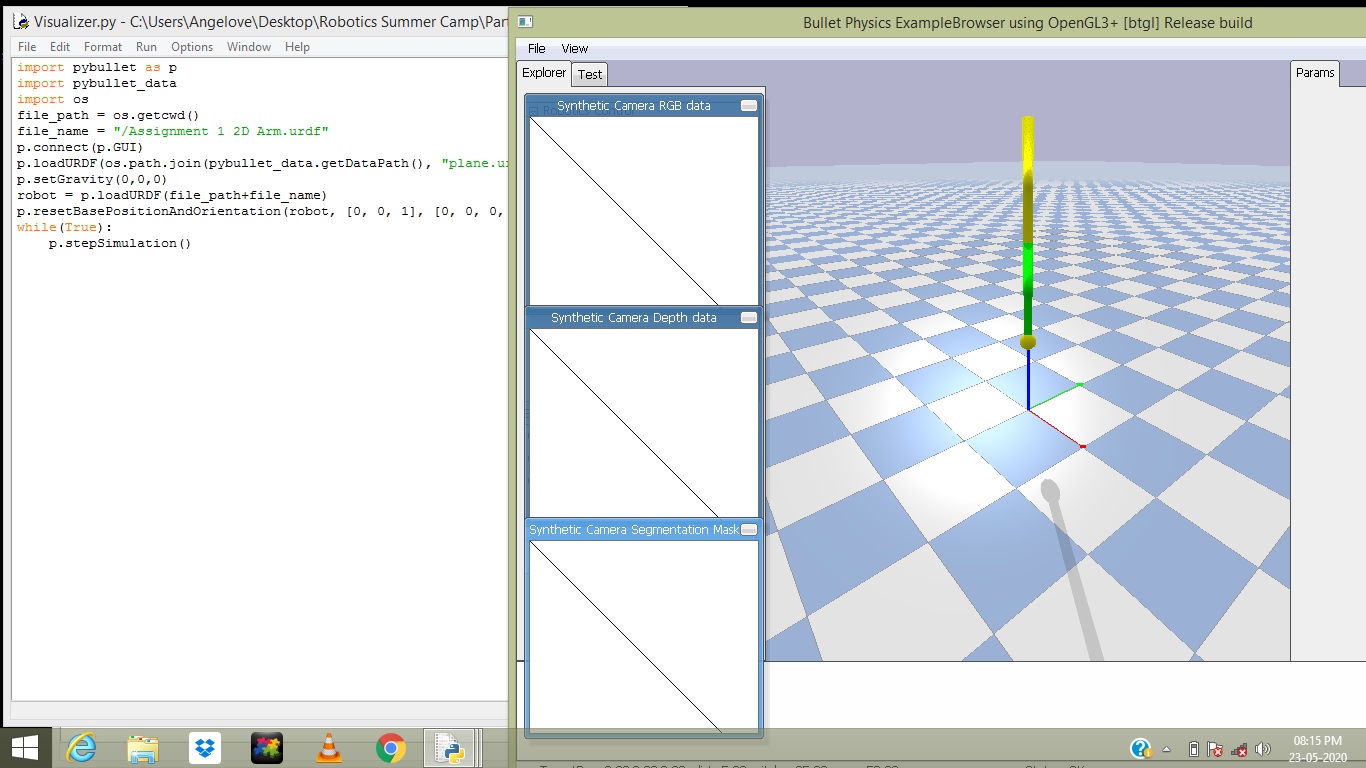 Visualizer.py - C:\Users\Angelove\Desktop\Robotics Summer Camp\Par
File Edit Format Run Options Window Help
import pybullet as p
import pybullet_data
import os
file_path = os.getcwd()
file_name = "/Assignment 1 2D Arm.urdf"
p.connect(p.GUI)
p.loadURDF(os.path.join(pybullet_data.getDataPath(), "plane.u
p.setGravity(0,0,0)
robot = p.loadURDF(file_path+file_name)
p.resetBasePositionAndOrientation(robot, [0, 0, 1], [0, 0, 0,
while(True):
    p.stepSimulation()
Bullet Physics ExampleBrowser using OpenGL3+ [btgl] Release build
File View
Explorer Test
Params
Synthetic Camera RGB data
Synthetic Camera Depth data
Synthetic Camera Segmentation Mask
08:15 PM
23-05-2020